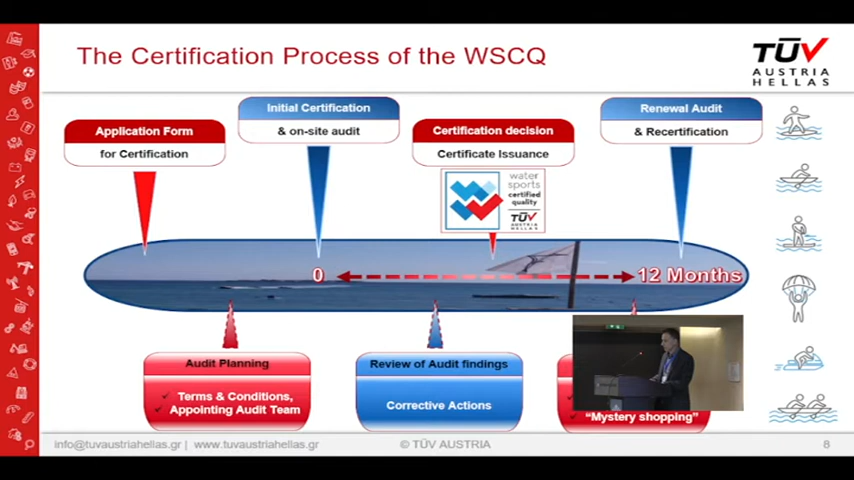 The Certification Process of the WSCQ
TÜV
AUSTRIA
HELLAS
Application Form
for Certification
Initial Certification
& on-site audit
Certification decision
Certificate Issuance
Renewal Audit
& Recertification
water
sports
certified
quality
TÜV
AUSTRIA
HELLAS
0
12 Months
Audit Planning
Terms & Conditions,
Appointing Audit Team
Review of Audit findings
Corrective Actions
"Mystery shopping"
info@tuvaustriahellas.gr | www.tuvaustriahellas.gr
© TÜV AUSTRIA
8